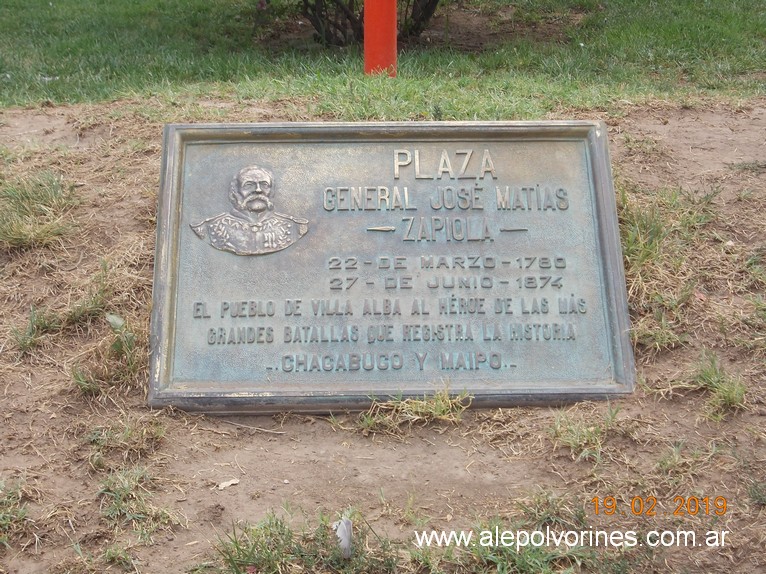 PLAZA
GENERAL JOSÉ MATÍAS
— ZAPIOLA —
22 - DE MARZO - 1780
27 - DE JUNIO - 1874
EL PUEBLO DE VILLA ALBA AL HÉROE DE LAS MÁS
GRANDES BATALLAS QUE REGISTRA LA HISTORIA
-. CHACABUCO Y MAIPO .-
19 02 2019
www.alepolvorines.com.ar